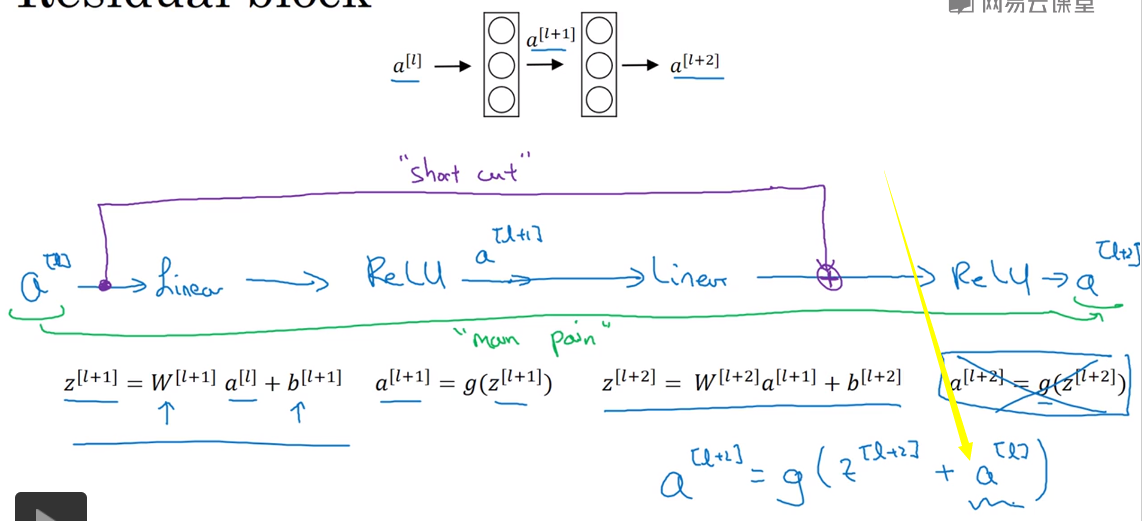 Residual block
网易云课堂
a[l] a[l+1] a[l+2]
"short cut"
a[l] Linear ReLU a[l+1] Linear ReLU a[l+2]
"main pain"
z[l+1] = W[l+1] a[l] + b[l+1] a[l+1] = g(z[l+1]) z[l+2] = W[l+2]a[l+1] + b[l+2] a[l+2] = g(z[l+2])
a[l+2] = g(z[l+2] + a[l])